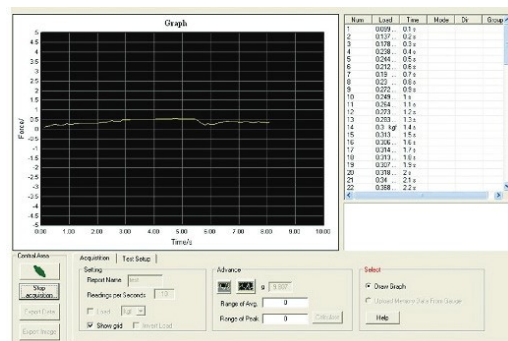 Graph
Force/
5
4.5
4
3.5
3
2.5
2
1.5
1
0.5
0
-0.5
-1
-1.5
-2
-2.5
-3
-3.5
-4
-4.5
-5
0.00 1.00 2.00 3.00 4.00 5.00 6.00 7.00 8.00 9.00 10.00
Time/s
Num Load Time Mode Dir Group
1 0.099 ... 0.1 s
2 0.137 ... 0.2 s
3 0.178 ... 0.3 s
4 0.238 ... 0.4 s
5 0.244 ... 0.5 s
6 0.212 ... 0.6 s
7 0.19 ... 0.7 s
8 0.23 ... 0.8 s
9 0.272 ... 0.9 s
10 0.249 ... 1 s
11 0.264 ... 1.1 s
12 0.273 ... 1.2 s
13 0.293 ... 1.3 s
14 0.3 kgf 1.4 s
15 0.313 ... 1.5 s
16 0.306 ... 1.6 s
17 0.314 ... 1.7 s
18 0.313 ... 1.8 s
19 0.307 ... 1.9 s
20 0.318 ... 2 s
21 0.34 ... 2.1 s
22 0.368 ... 2.2 s
Control Area
Stop acquisition
Export Data
Export Image
Acquisition Test Setup
Setting
Report Name test
Readings per Seconds 10
Load kgf
Show grid Invert Load
Advance
g 9.807
Range of Avg. 0
Range of Peak 0 Calculate
Select
Draw Graph
Upload Memory Data From Gauge
Help